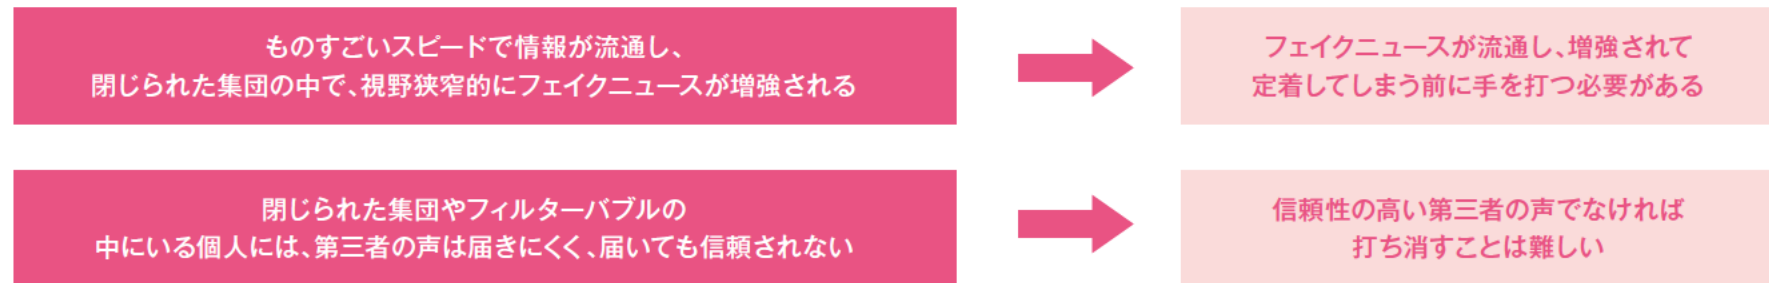 ものすごいスピードで情報が流通し、
閉じられた集団の中で、視野狭窄的にフェイクニュースが増強される
フェイクニュースが流通し、増強されて
定着してしまう前に手を打つ必要がある
閉じられた集団やフィルターバブルの
中にいる個人には、第三者の声は届きにくく、届いても信頼されない
信頼性の高い第三者の声でなければ
打ち消すことは難しい